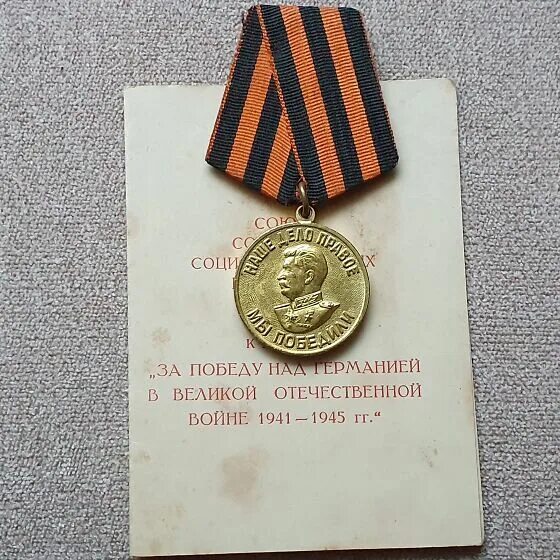 НАШЕ ДЕЛО ПРАВОЕ
МЫ ПОБЕДИЛИ
„ЗА ПОБЕДУ НАД ГЕРМАНИЕЙ
В ВЕЛИКОЙ ОТЕЧЕСТВЕННОЙ
ВОЙНЕ 1941—1945 гг.“